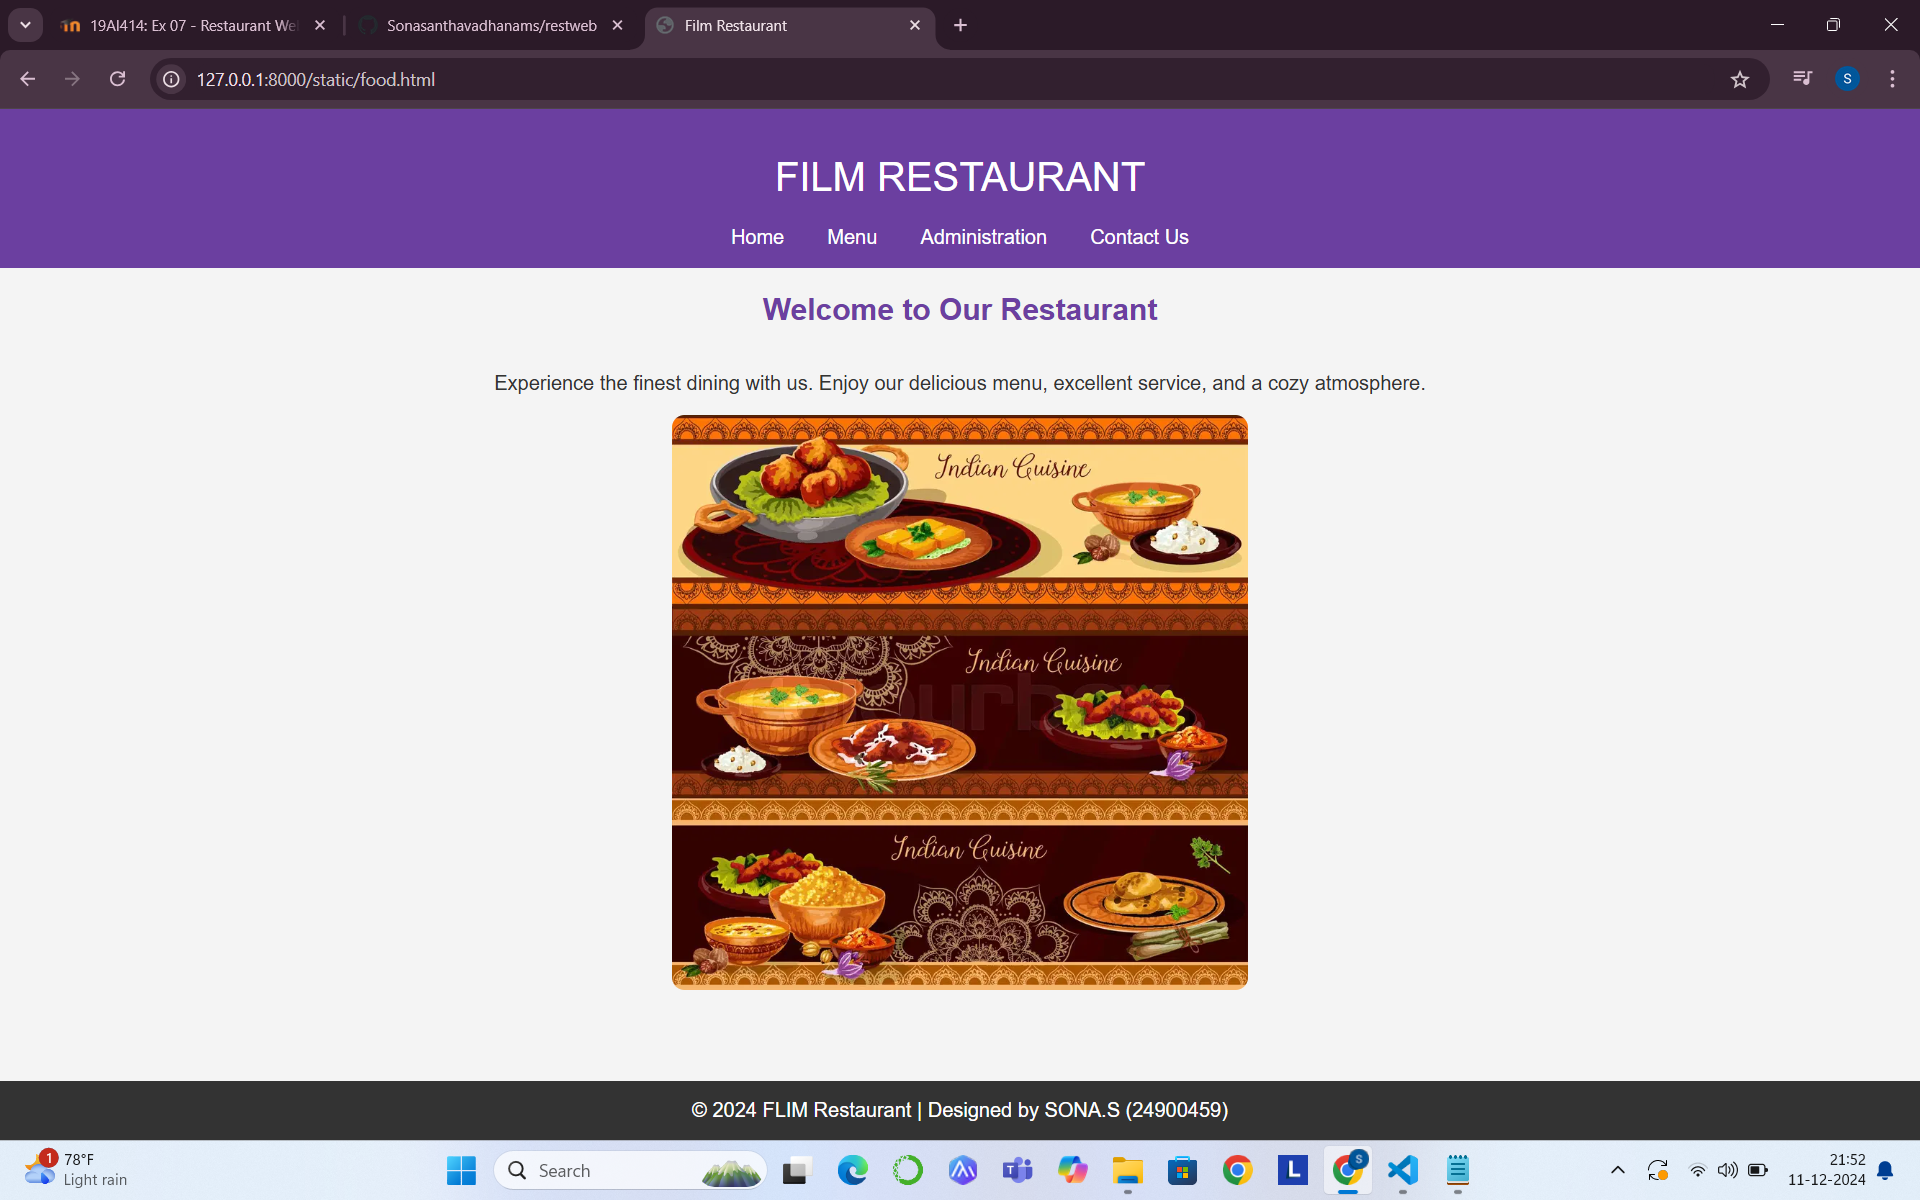 19AI414: Ex 07 - Restaurant We
Sonasanthavadhanams/restweb
Film Restaurant
127.0.0.1:8000/static/food.html
S
FILM RESTAURANT
Home Menu Administration Contact Us
Welcome to Our Restaurant
Experience the finest dining with us. Enjoy our delicious menu, excellent service, and a cozy atmosphere.
Indian Cuisine
Indian Cuisine
Indian Cuisine
© 2024 FLIM Restaurant | Designed by SONA.S (24900459)
1
78°F
Light rain
Search
L
S
21:52
11-12-2024